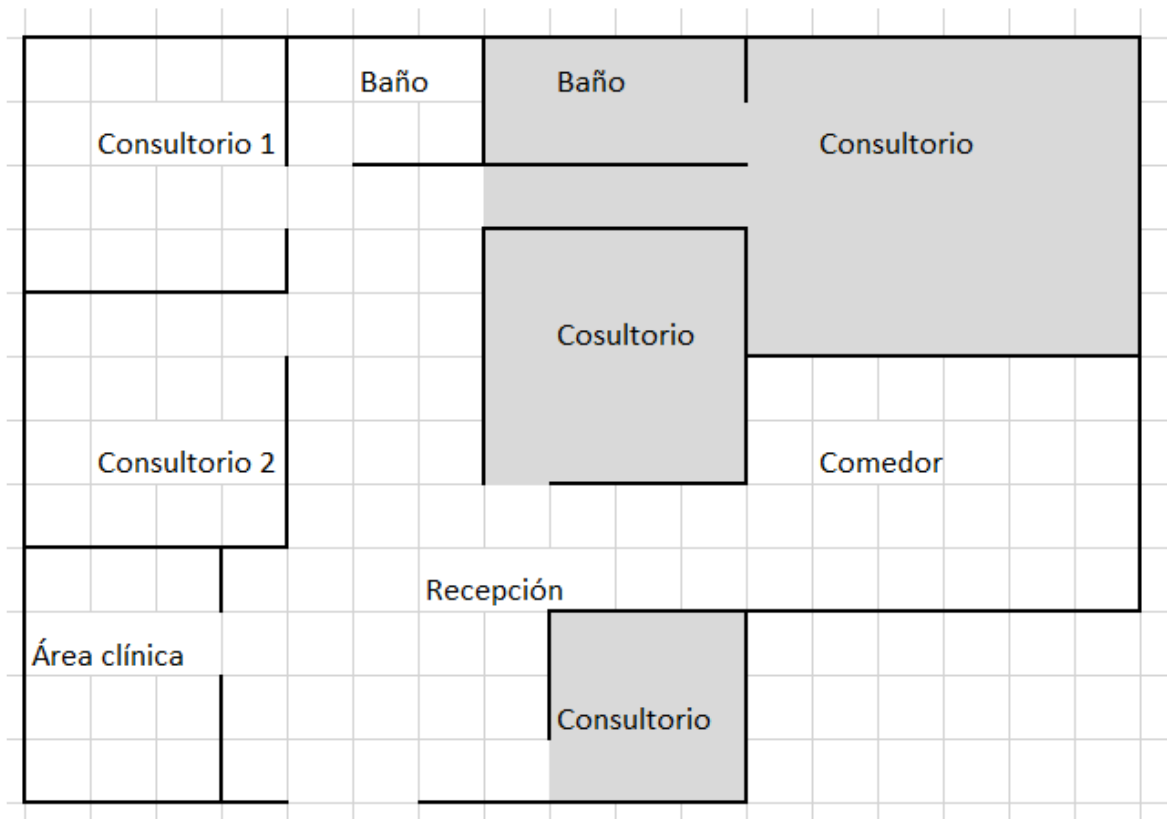 Baño
Baño
Consultorio 1
Consultorio
Cosultorio
Consultorio 2
Comedor
Recepción
Área clínica
Consultorio